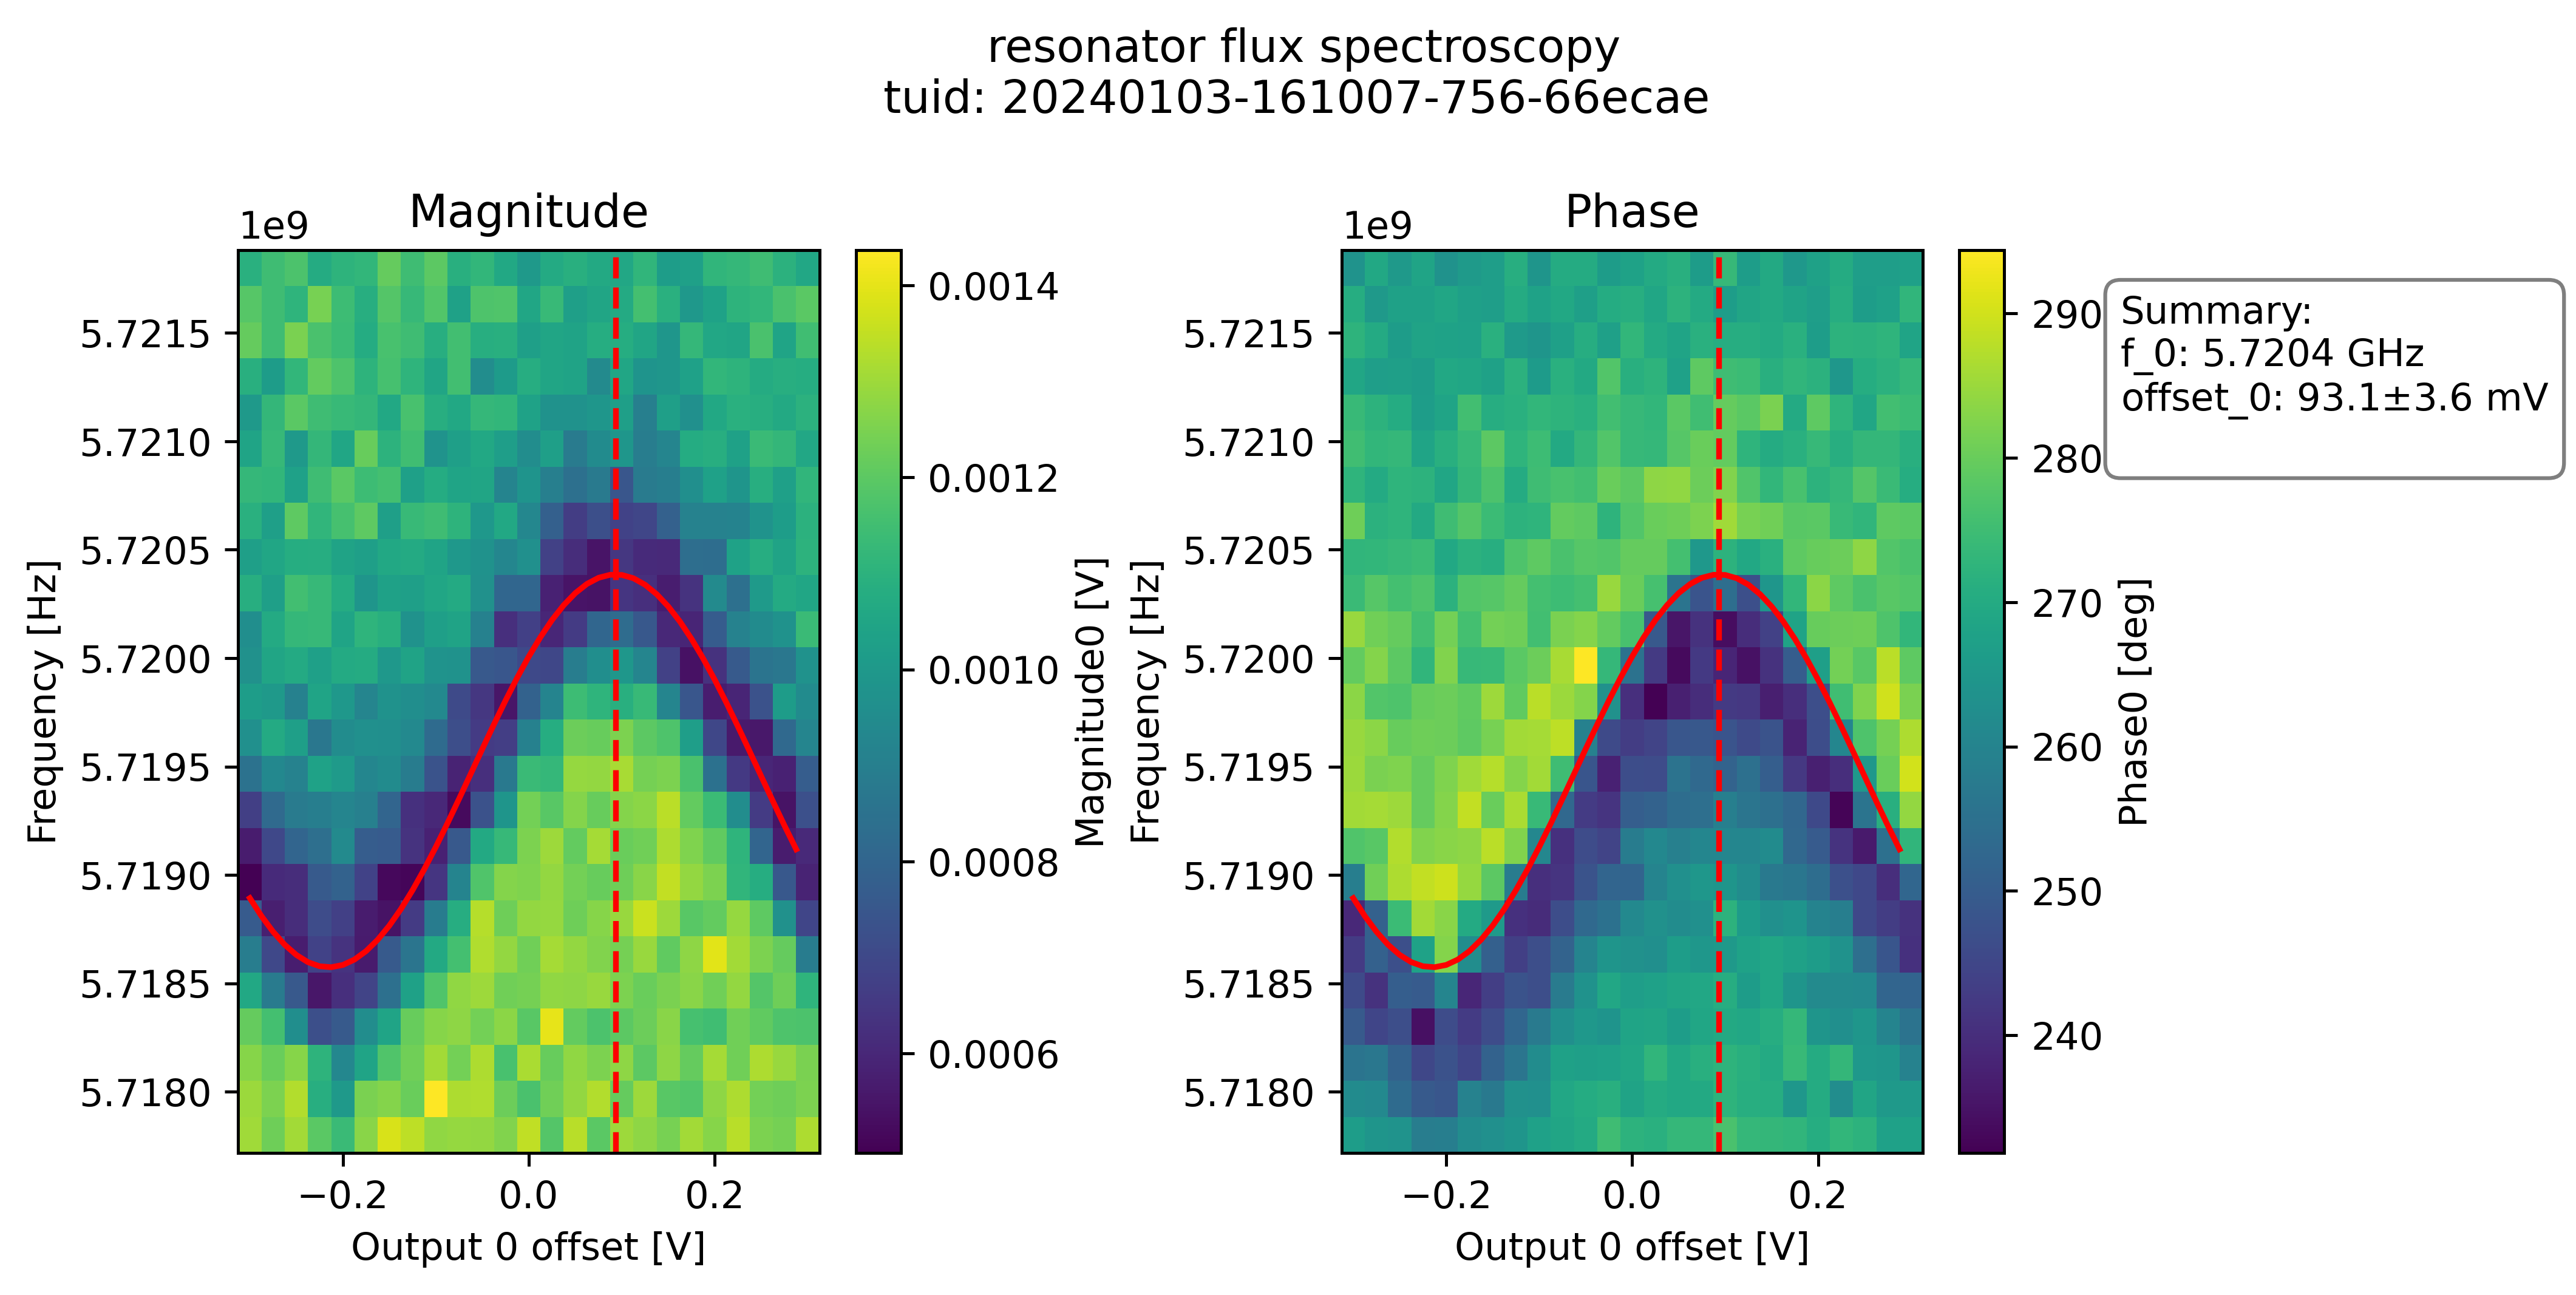 resonator flux spectroscopy
tuid: 20240103-161007-756-66ecae
Magnitude
1e9
5.7215
5.7210
5.7205
5.7200
5.7195
5.7190
5.7185
5.7180
Frequency [Hz]
−0.2
0.0
0.2
Output 0 offset [V]
0.0014
0.0012
0.0010
0.0008
0.0006
Magnitude0 [V]
Phase
1e9
5.7215
5.7210
5.7205
5.7200
5.7195
5.7190
5.7185
5.7180
Frequency [Hz]
−0.2
0.0
0.2
Output 0 offset [V]
290
280
270
260
250
240
Phase0 [deg]
Summary:
f_0: 5.7204 GHz
offset_0: 93.1±3.6 mV